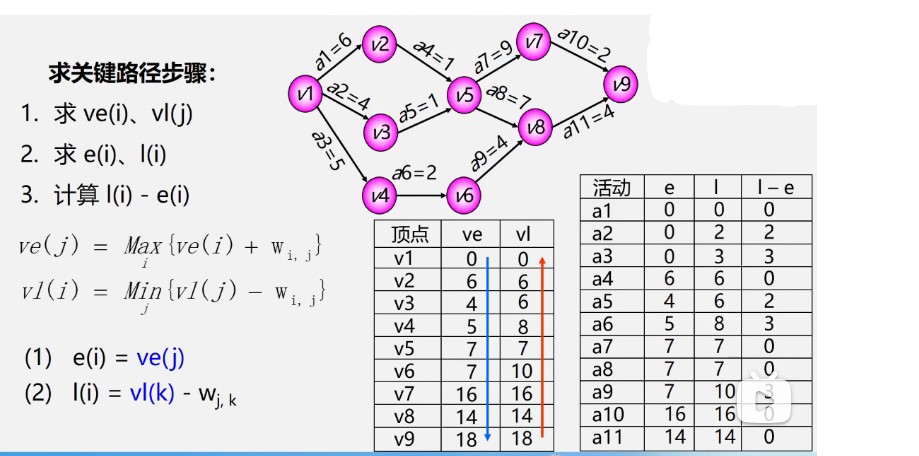 求关键路径步骤：
1. 求 ve(i)、vl(j)
2. 求 e(i)、l(i)
3. 计算 l(i) - e(i)
ve(j) = Max{ve(i) + w i, j}
i
vl(i) = Min{vl(j) − w i, j}
j
(1) e(i) = ve(j)
(2) l(i) = vl(k) - wj, k
v1
v2
v3
v4
v5
v6
v7
v8
v9
a1=6
a2=4
a3=5
a4=1
a5=1
a6=2
a7=9
a8=7
a9=4
a10=2
a11=4
顶点 ve vl
v1 0 0
v2 6 6
v3 4 6
v4 5 8
v5 7 7
v6 7 10
v7 16 16
v8 14 14
v9 18 18
活动 e l l – e
a1 0 0 0
a2 0 2 2
a3 0 3 3
a4 6 6 0
a5 4 6 2
a6 5 8 3
a7 7 7 0
a8 7 7 0
a9 7 10 3
a10 16 16 0
a11 14 14 0